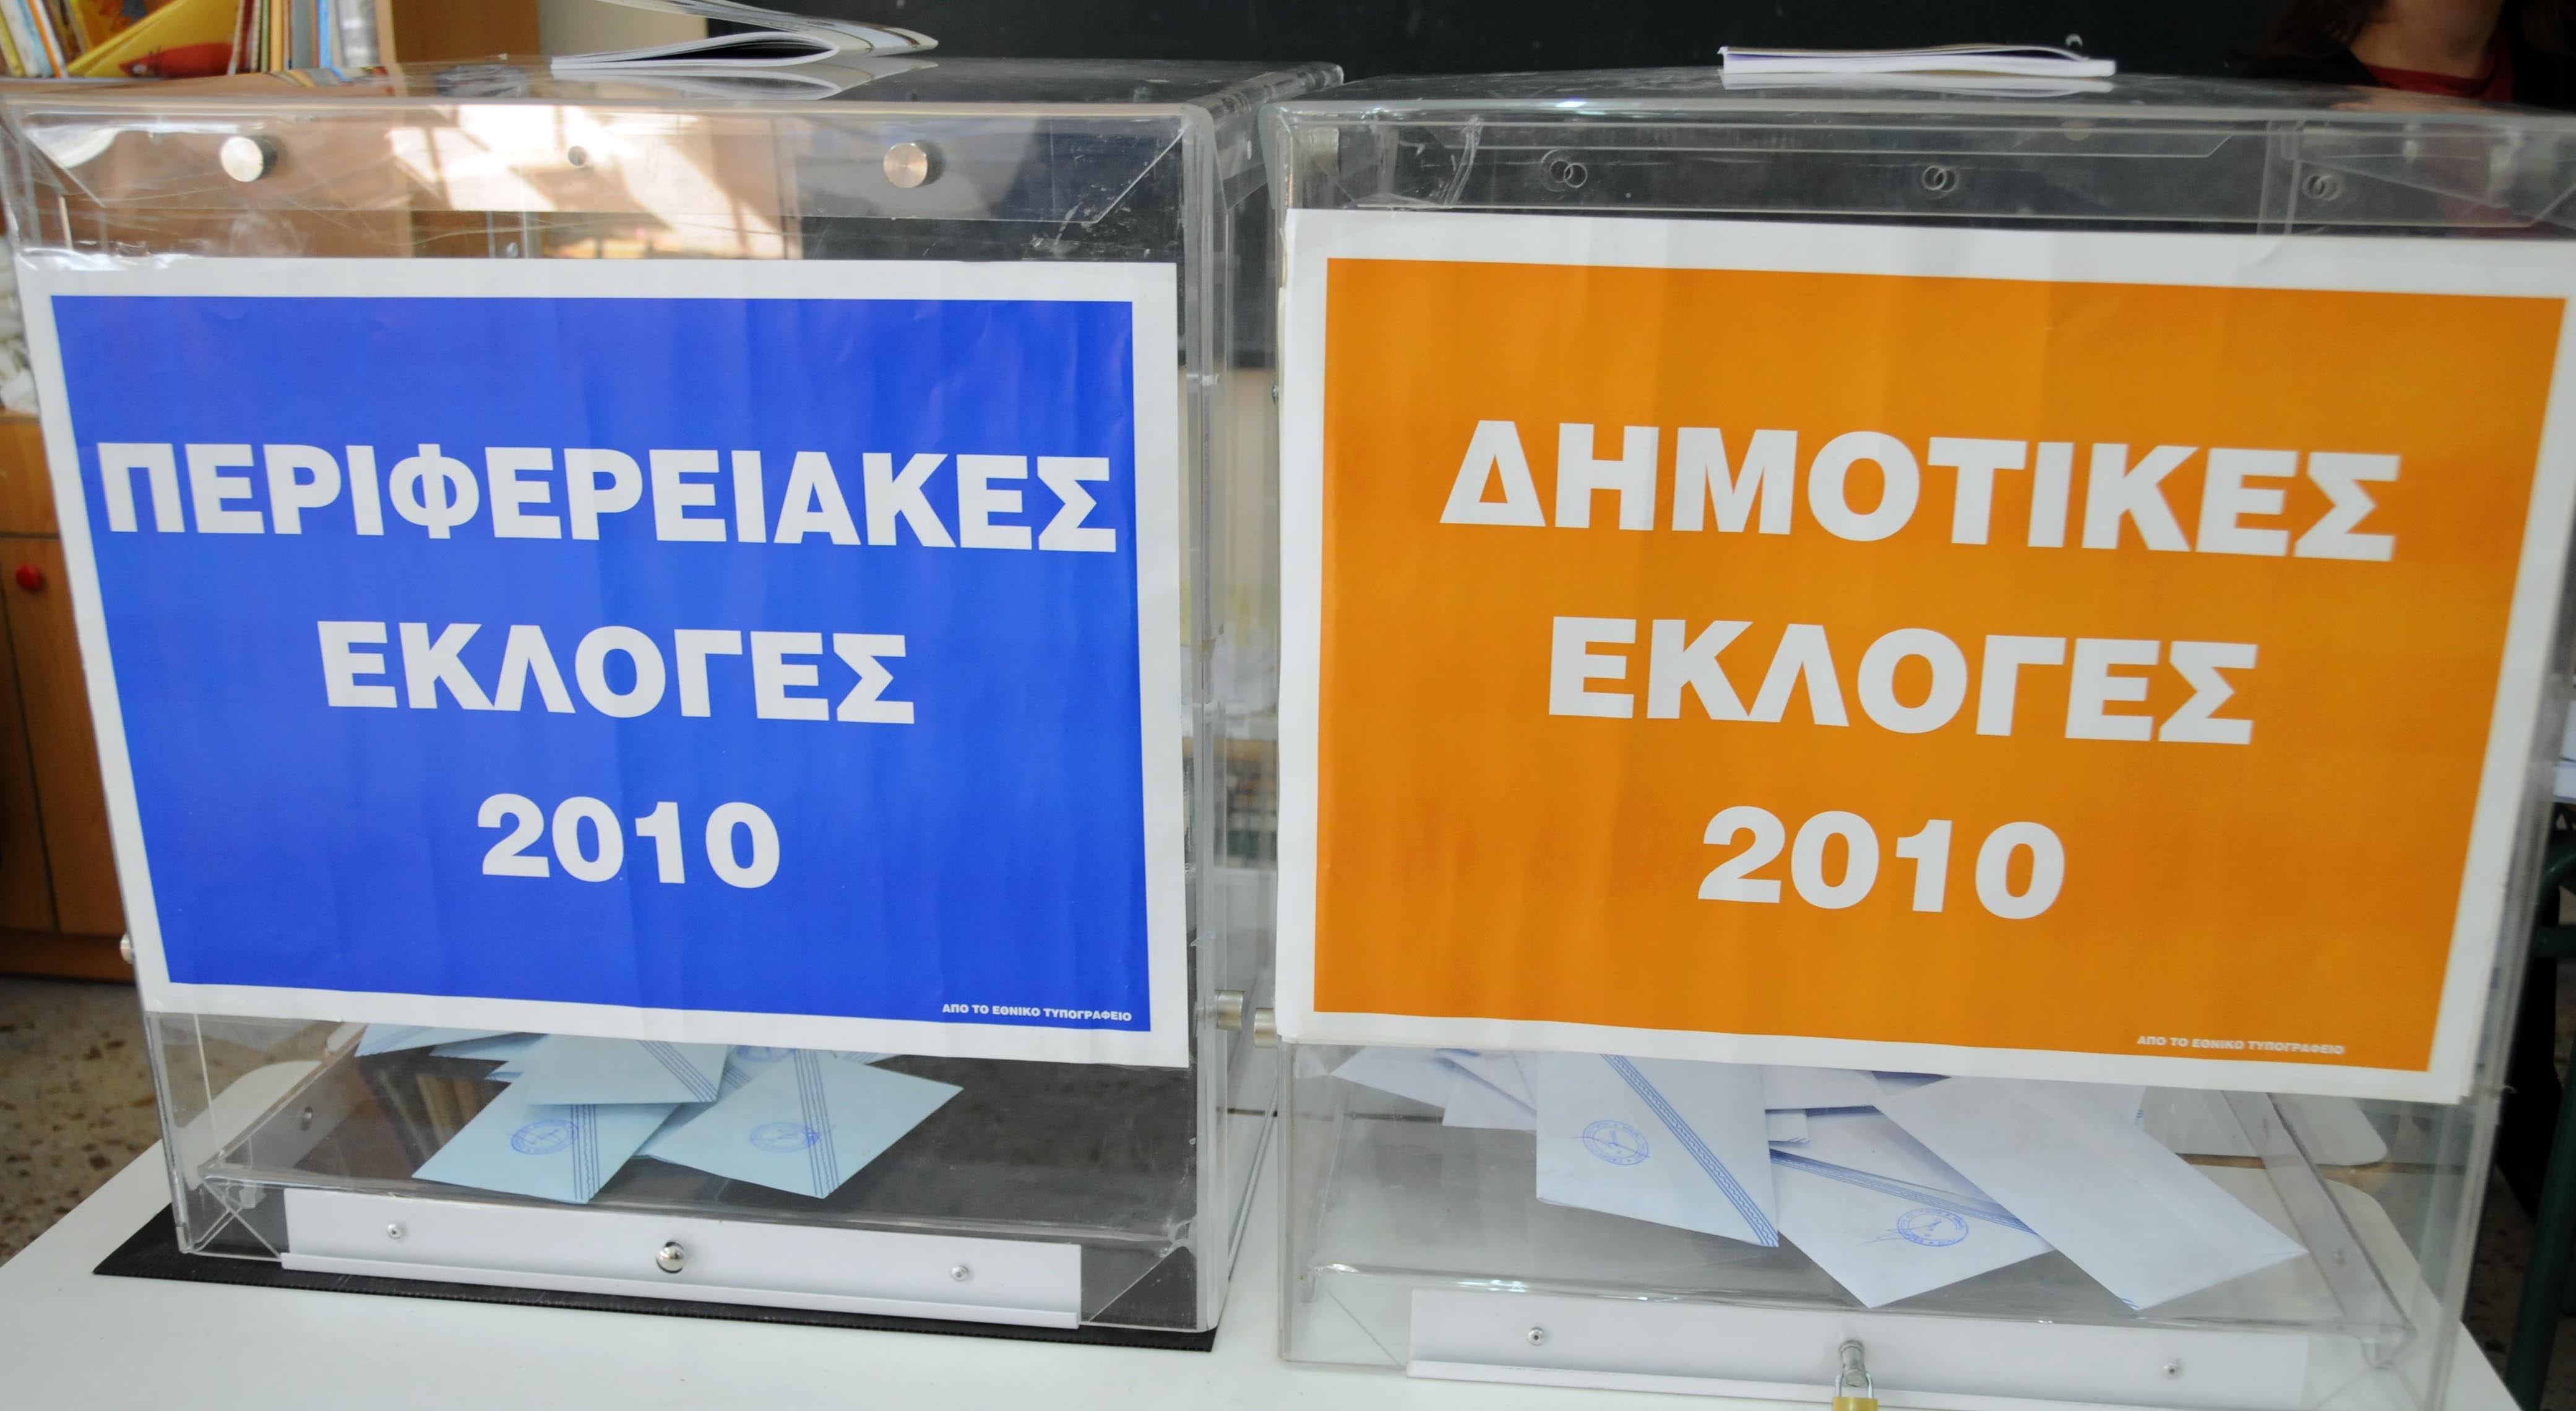 ΠΕΡΙΦΕΡΕΙΑΚΕΣ
ΕΚΛΟΓΕΣ
2010
ΑΠΟ ΤΟ ΕΘΝΙΚΟ ΤΥΠΟΓΡΑΦΕΙΟ
ΔΗΜΟΤΙΚΕΣ
ΕΚΛΟΓΕΣ
2010
ΑΠΟ ΤΟ ΕΘΝΙΚΟ ΤΥΠΟΓΡΑΦΕΙΟ